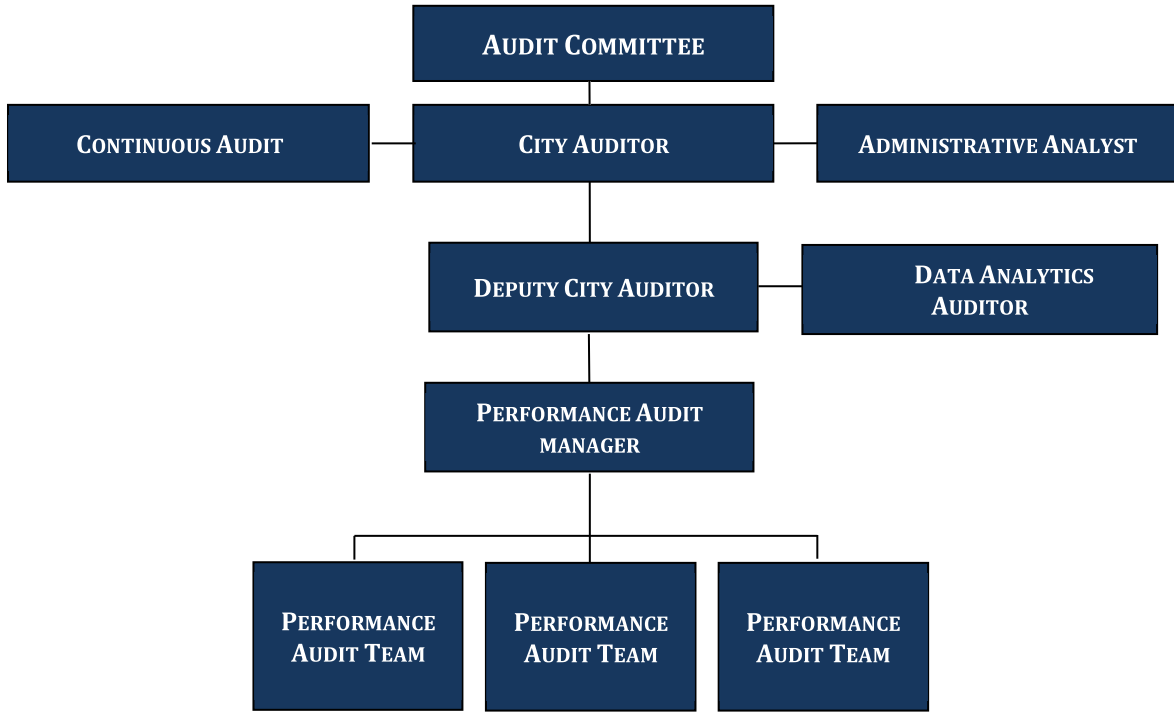 AUDIT COMMITTEE
CONTINUOUS AUDIT
CITY AUDITOR
ADMINISTRATIVE ANALYST
DEPUTY CITY AUDITOR
DATA ANALYTICS
AUDITOR
PERFORMANCE AUDIT
MANAGER
PERFORMANCE
AUDIT TEAM
PERFORMANCE
AUDIT TEAM
PERFORMANCE
AUDIT TEAM